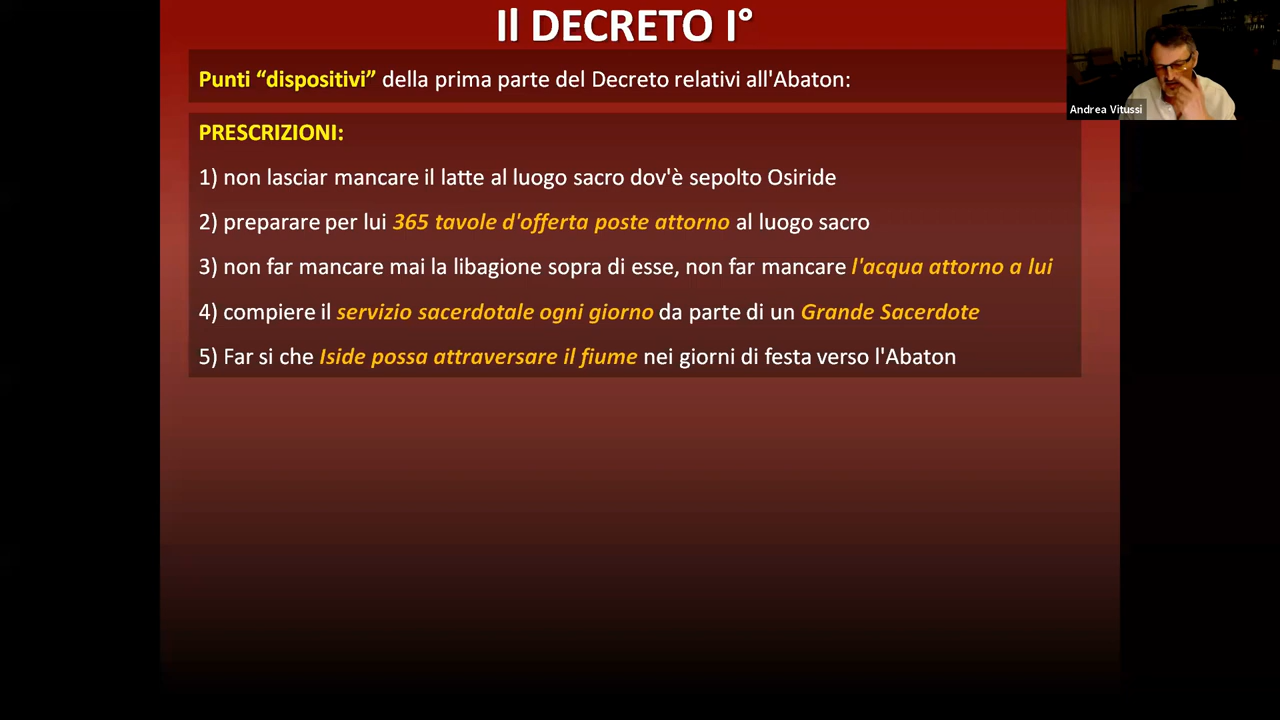 Il DECRETO I°
Punti “dispositivi” della prima parte del Decreto relativi all'Abaton:
Andrea Vitussi
PRESCRIZIONI:
1) non lasciar mancare il latte al luogo sacro dov'è sepolto Osiride
2) preparare per lui 365 tavole d'offerta poste attorno al luogo sacro
3) non far mancare mai la libagione sopra di esse, non far mancare l'acqua attorno a lui
4) compiere il servizio sacerdotale ogni giorno da parte di un Grande Sacerdote
5) Far si che Iside possa attraversare il fiume nei giorni di festa verso l'Abaton